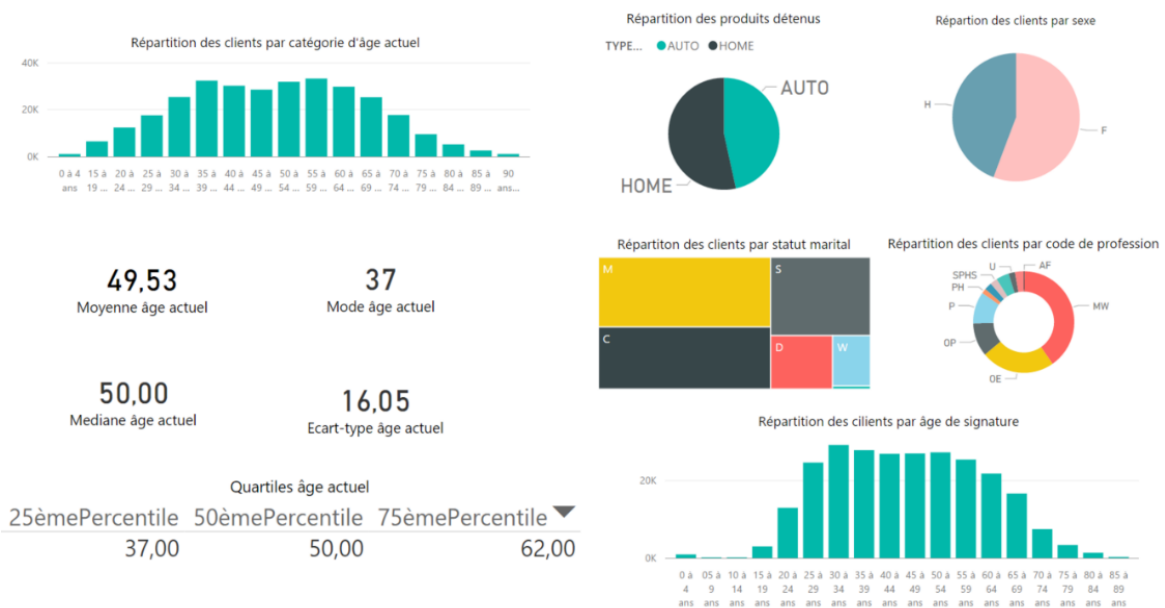 Répartition des clients par catégorie d'âge actuel
40K
20K
0K
0 à 4 15 à 20 à 25 à 30 à 35 à 40 à 45 à 50 à 55 à 60 à 65 à 70 à 75 à 80 à 85 à 90
ans 19 ... 24 ... 29 ... 34 ... 39 ... 44 ... 49 ... 54 ... 59 ... 64 ... 69 ... 74 ... 79 ... 84 ... 89 ... ans...
49,53
Moyenne âge actuel
37
Mode âge actuel
50,00
Mediane âge actuel
16,05
Ecart-type âge actuel
Quartiles âge actuel
25èmePercentile 50èmePercentile 75èmePercentile
37,00 50,00 62,00
Répartition des produits détenus
TYPE... AUTO HOME
AUTO
HOME
Répartion des clients par sexe
H
F
Répartiton des clients par statut marital
M
S
C
D
W
Répartition des clients par code de profession
U
AF
SPHS
PH
MW
P
OP
OE
Répartition des cilients par âge de signature
20K
0K
0 à 05 à 10 à 15 à 20 à 25 à 30 à 35 à 40 à 45 à 50 à 55 à 60 à 65 à 70 à 75 à 80 à 85 à
4 9 14 19 24 29 34 39 44 49 54 59 64 69 74 79 84 89
ans ans ans ans ans ans ans ans ans ans ans ans ans ans ans ans ans ans